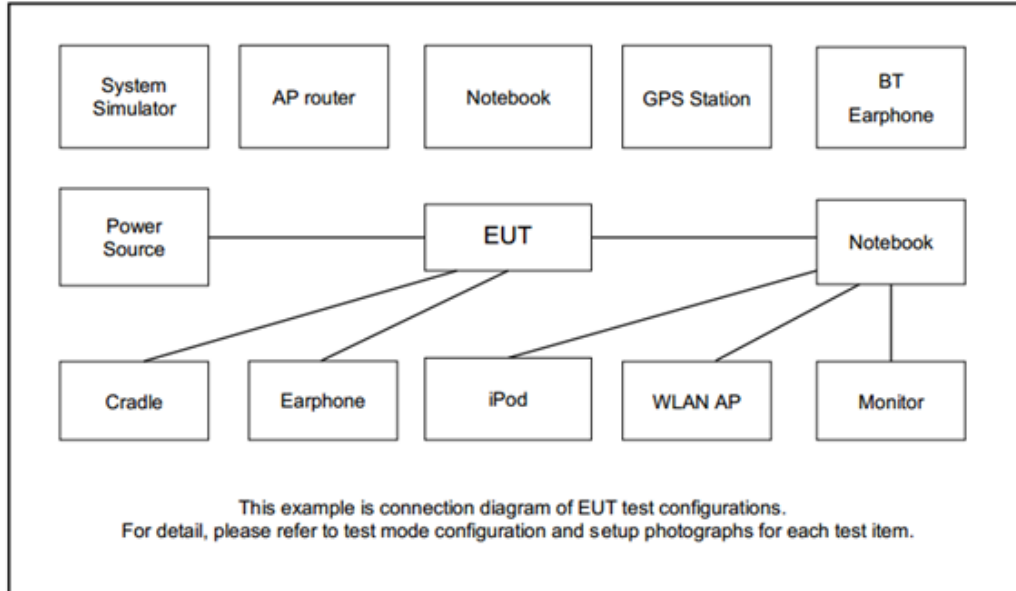 System
Simulator
AP router
Notebook
GPS Station
BT
Earphone
Power
Source
EUT
Notebook
Cradle
Earphone
iPod
WLAN AP
Monitor
This example is connection diagram of EUT test configurations.
For detail, please refer to test mode configuration and setup photographs for each test item.